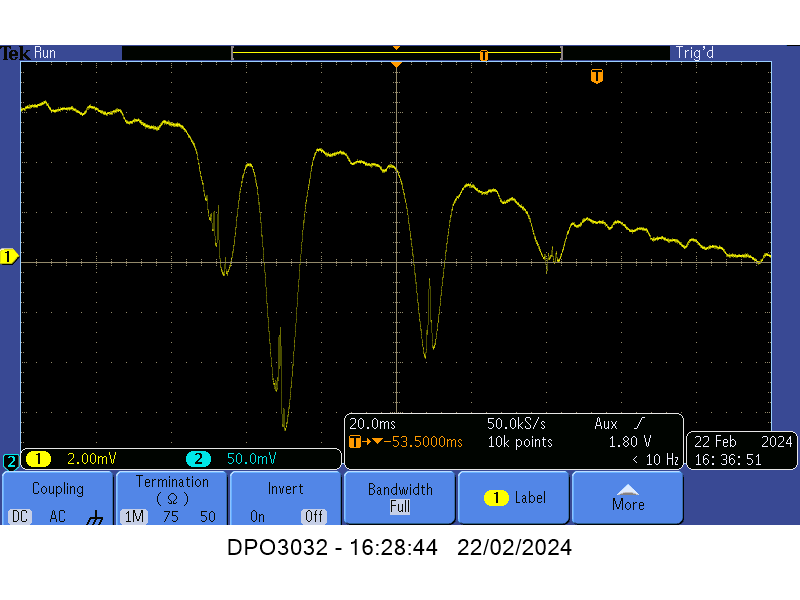 Tek Run Trig'd
T
T
1
20.0ms 50.0kS/s Aux
T→▼-53.5000ms 10k points 1.80 V
< 10 Hz
22 Feb 2024
16:36:51
2 1 2.00mV 2 50.0mV
Coupling
DC AC
Termination
(Ω)
1M 75 50
Invert
On Off
Bandwidth
Full
1 Label
More
DPO3032 - 16:28:44 22/02/2024